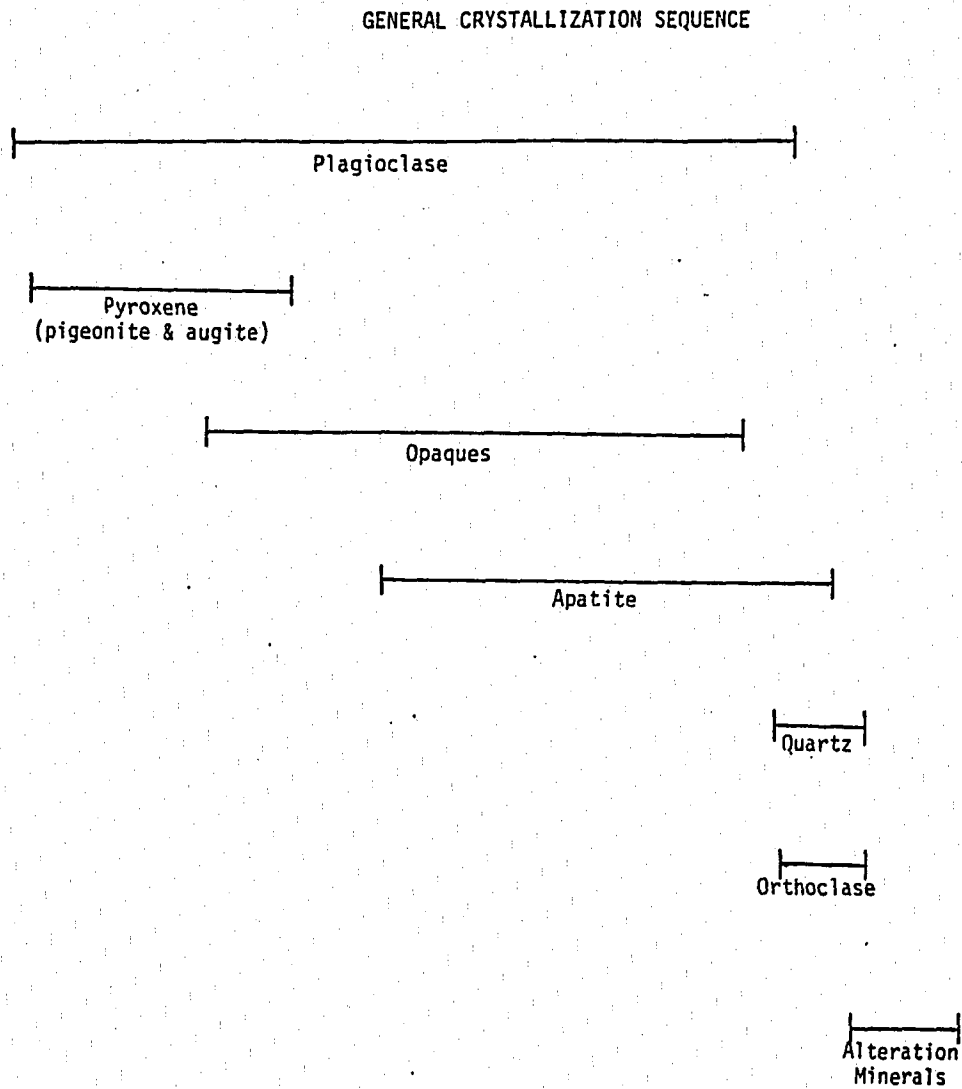 GENERAL CRYSTALLIZATION SEQUENCE
Plagioclase
Pyroxene
(pigeonite & augite)
Opaques
Apatite
Quartz
Orthoclase
Alteration
Minerals